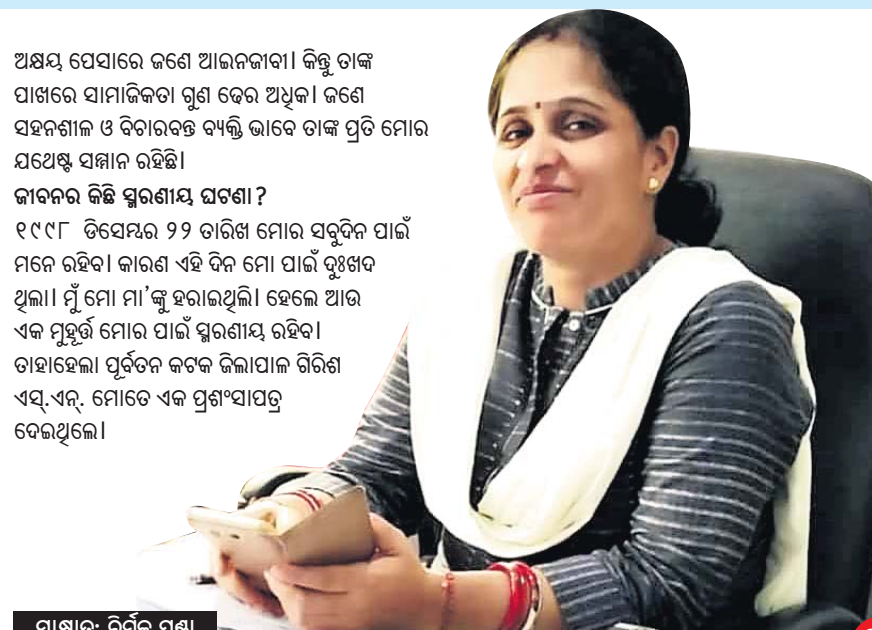 ଅକ୍ଷୟ ପେସାରେ ଜଣେ ଆଇନଜୀବୀ। କିନ୍ତୁ ତାଙ୍କ
ପାଖରେ ସାମାଜିକତା ଗୁଣ ଢେର ଅଧିକ। ଜଣେ
ସହନଶୀଳ ଓ ବିଚାରବନ୍ତ ବ୍ୟକ୍ତି ଭାବେ ତାଙ୍କ ପ୍ରତି ମୋର
ଯଥେଷ୍ଟ ସମ୍ମାନ ରହିଛି।
ଜୀବନର କିଛି ସ୍ମରଣୀୟ ଘଟଣା?
୧୯୯୮ ଡିସେମ୍ବର ୨୨ ତାରିଖ ମୋର ସବୁଦିନ ପାଇଁ
ମନେ ରହିବ। କାରଣ ଏହି ଦିନ ମୋ ପାଇଁ ଦୁଃଖଦ
ଥିଲା। ମୁଁ ମୋ ମା'ଙ୍କୁ ହରାଇଥିଲି। ହେଲେ ଆଉ
ଏକ ମୁହୂର୍ତ୍ତ ମୋର ପାଇଁ ସ୍ମରଣୀୟ ରହିବ।
ତାହାହେଲା ପୂର୍ବତନ କଟକ ଜିଲାପାଳ ଗିରିଶ
ଏସ୍.ଏନ୍. ମୋତେ ଏକ ପ୍ରଶଂସାପତ୍ର
ଦେଇଥିଲେ।